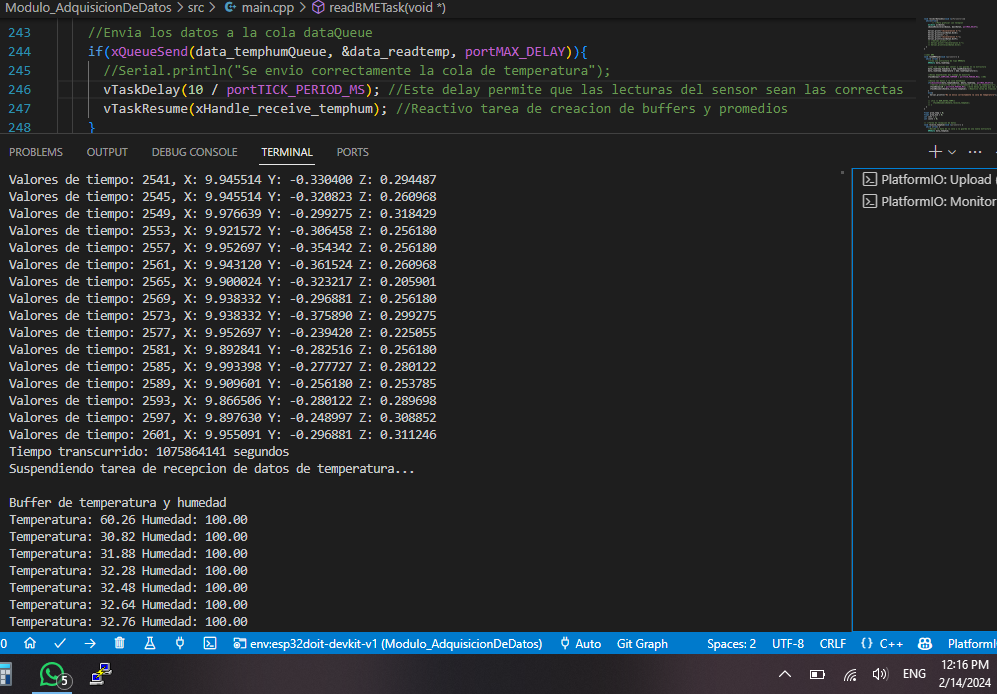 Modulo_AdquisicionDeDatos > src > main.cpp > readBMETask(void *)
243 //Envia los datos a la cola dataQueue
244 if(xQueueSend(data_temphumQueue, &data_readtemp, portMAX_DELAY)){
245 //Serial.println("Se envio correctamente la cola de temperatura");
246 vTaskDelay(10 / portTICK_PERIOD_MS); //Este delay permite que las lecturas del sensor sean las correctas
247 vTaskResume(xHandle_receive_temphum); //Reactivo tarea de creacion de buffers y promedios
248 }
PROBLEMS OUTPUT DEBUG CONSOLE TERMINAL PORTS
Valores de tiempo: 2541, X: 9.945514 Y: -0.330400 Z: 0.294487
Valores de tiempo: 2545, X: 9.945514 Y: -0.320823 Z: 0.260968
Valores de tiempo: 2549, X: 9.976639 Y: -0.299275 Z: 0.318429
Valores de tiempo: 2553, X: 9.921572 Y: -0.306458 Z: 0.256180
Valores de tiempo: 2557, X: 9.952697 Y: -0.354342 Z: 0.256180
Valores de tiempo: 2561, X: 9.943120 Y: -0.361524 Z: 0.260968
Valores de tiempo: 2565, X: 9.900024 Y: -0.323217 Z: 0.205901
Valores de tiempo: 2569, X: 9.938332 Y: -0.296881 Z: 0.256180
Valores de tiempo: 2573, X: 9.938332 Y: -0.375890 Z: 0.299275
Valores de tiempo: 2577, X: 9.952697 Y: -0.239420 Z: 0.225055
Valores de tiempo: 2581, X: 9.892841 Y: -0.282516 Z: 0.256180
Valores de tiempo: 2585, X: 9.993398 Y: -0.277727 Z: 0.280122
Valores de tiempo: 2589, X: 9.909601 Y: -0.256180 Z: 0.253785
Valores de tiempo: 2593, X: 9.866506 Y: -0.280122 Z: 0.289698
Valores de tiempo: 2597, X: 9.897630 Y: -0.248997 Z: 0.308852
Valores de tiempo: 2601, X: 9.955091 Y: -0.296881 Z: 0.311246
Tiempo transcurrido: 1075864141 segundos
Suspendiendo tarea de recepcion de datos de temperatura...
Buffer de temperatura y humedad
Temperatura: 60.26 Humedad: 100.00
Temperatura: 30.82 Humedad: 100.00
Temperatura: 31.88 Humedad: 100.00
Temperatura: 32.28 Humedad: 100.00
Temperatura: 32.48 Humedad: 100.00
Temperatura: 32.64 Humedad: 100.00
Temperatura: 32.76 Humedad: 100.00
PlatformIO: Upload (
PlatformIO: Monitor
0 env:esp32doit-devkit-v1 (Modulo_AdquisicionDeDatos) Auto Git Graph Spaces: 2 UTF-8 CRLF {} C++ PlatformI
5 ENG 12:16 PM
2/14/2024